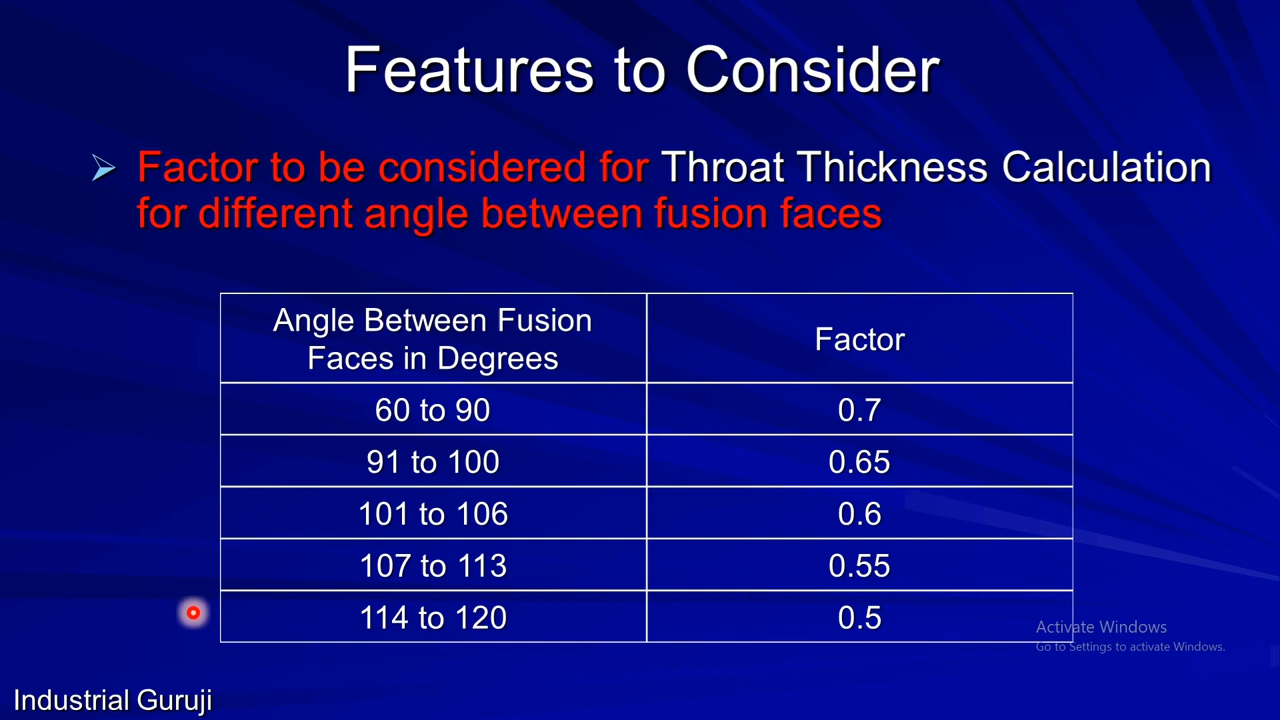 Features to Consider
Factor to be considered for Throat Thickness Calculation
for different angle between fusion faces
Angle Between Fusion
Faces in Degrees
Factor
60 to 90
0.7
91 to 100
0.65
101 to 106
0.6
107 to 113
0.55
114 to 120
0.5
Activate Windows
Go to Settings to activate Windows.
Industrial Guruji